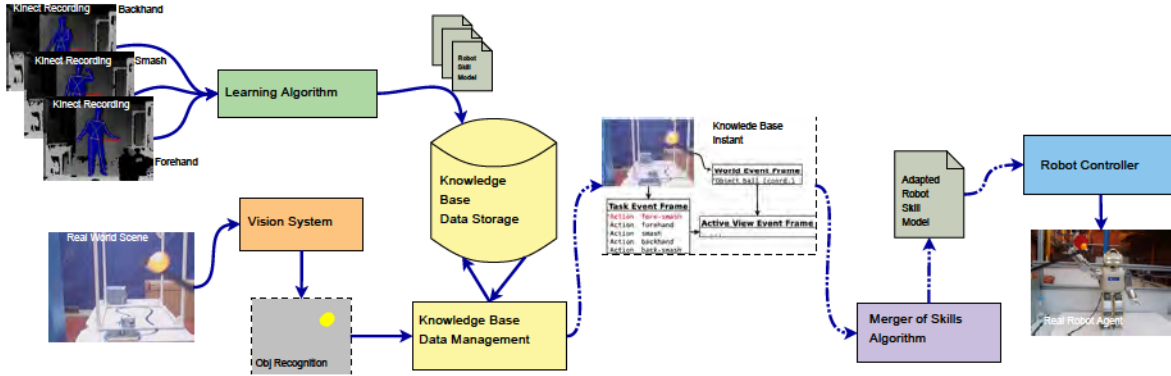 Kinect Recording
Backhand
Kinect Recording
Smash
Kinect Recording
Forehand
Learning Algorithm
Robot
Skill
Model
Knowledge
Base
Data Storage
Vision System
Real World Scene
Obj Recognition
Knowledge Base
Data Management
Knowlede Base
Instant
World Event Frame
Object ball (coord.)
Task Event Frame
Action fore-smash
Action forehand
Action smash
Action backhand
Action back-smash
Active View Event Frame
Merger of Skills
Algorithm
Adapted
Robot
Skill
Model
Robot Controller
Real Robot Agent